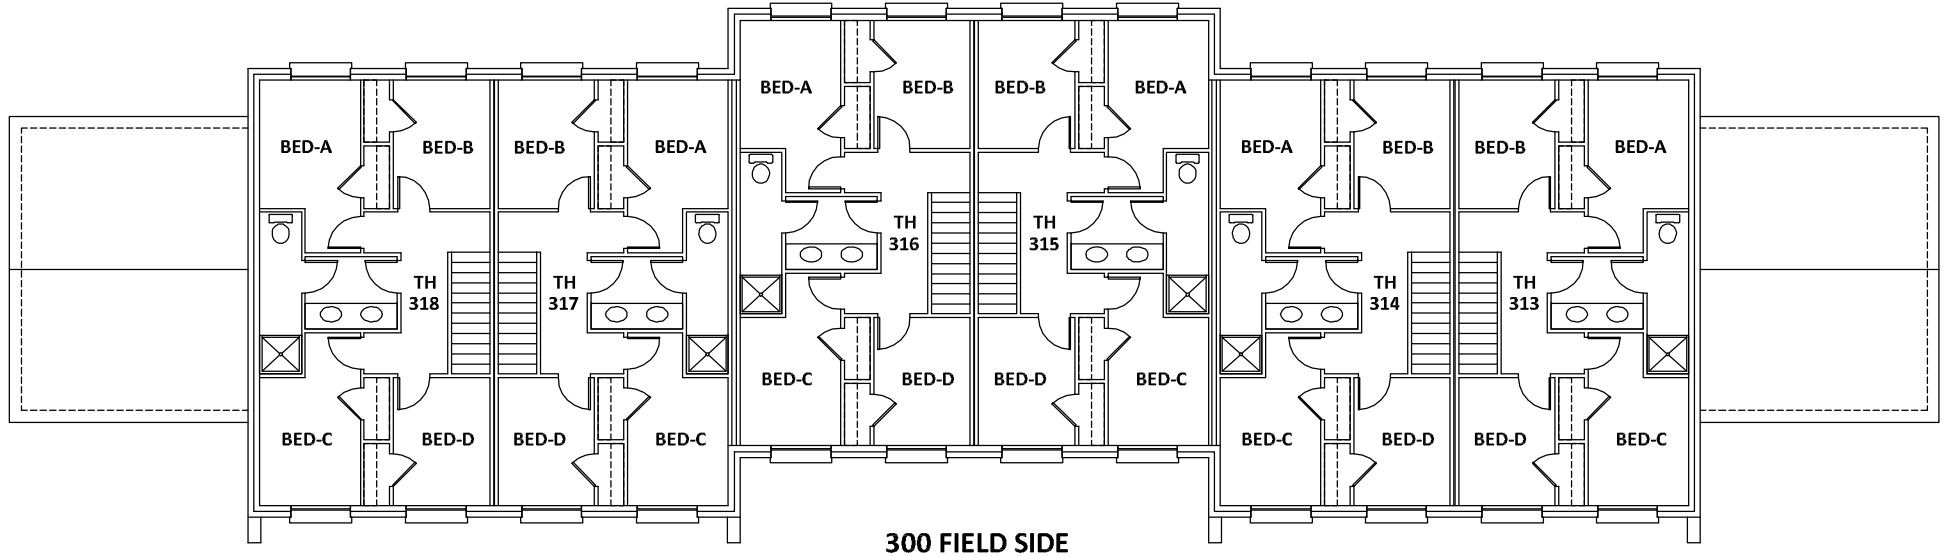 BED-A
BED-B
BED-B
BED-A
BED-A
BED-B
BED-B
BED-A
BED-A
BED-B
BED-B
BED-A
TH
318
TH
317
TH
316
TH
315
TH
314
TH
313
BED-C
BED-D
BED-D
BED-C
BED-C
BED-D
BED-D
BED-C
BED-C
BED-D
BED-D
BED-C
300 FIELD SIDE